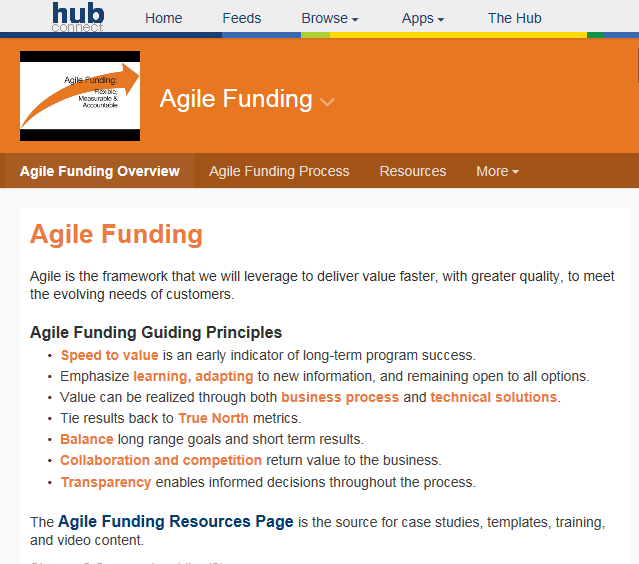 hub
connect
Home Feeds Browse Apps The Hub
Agile Funding:
Flexible,
Measurable &
Accountable
Agile Funding
Agile Funding Overview Agile Funding Process Resources More
Agile Funding
Agile is the framework that we will leverage to deliver value faster, with greater quality, to meet
the evolving needs of customers.
Agile Funding Guiding Principles
• Speed to value is an early indicator of long-term program success.
• Emphasize learning, adapting to new information, and remaining open to all options.
• Value can be realized through both business process and technical solutions.
• Tie results back to True North metrics.
• Balance long range goals and short term results.
• Collaboration and competition return value to the business.
• Transparency enables informed decisions throughout the process.
The Agile Funding Resources Page is the source for case studies, templates, training,
and video content.